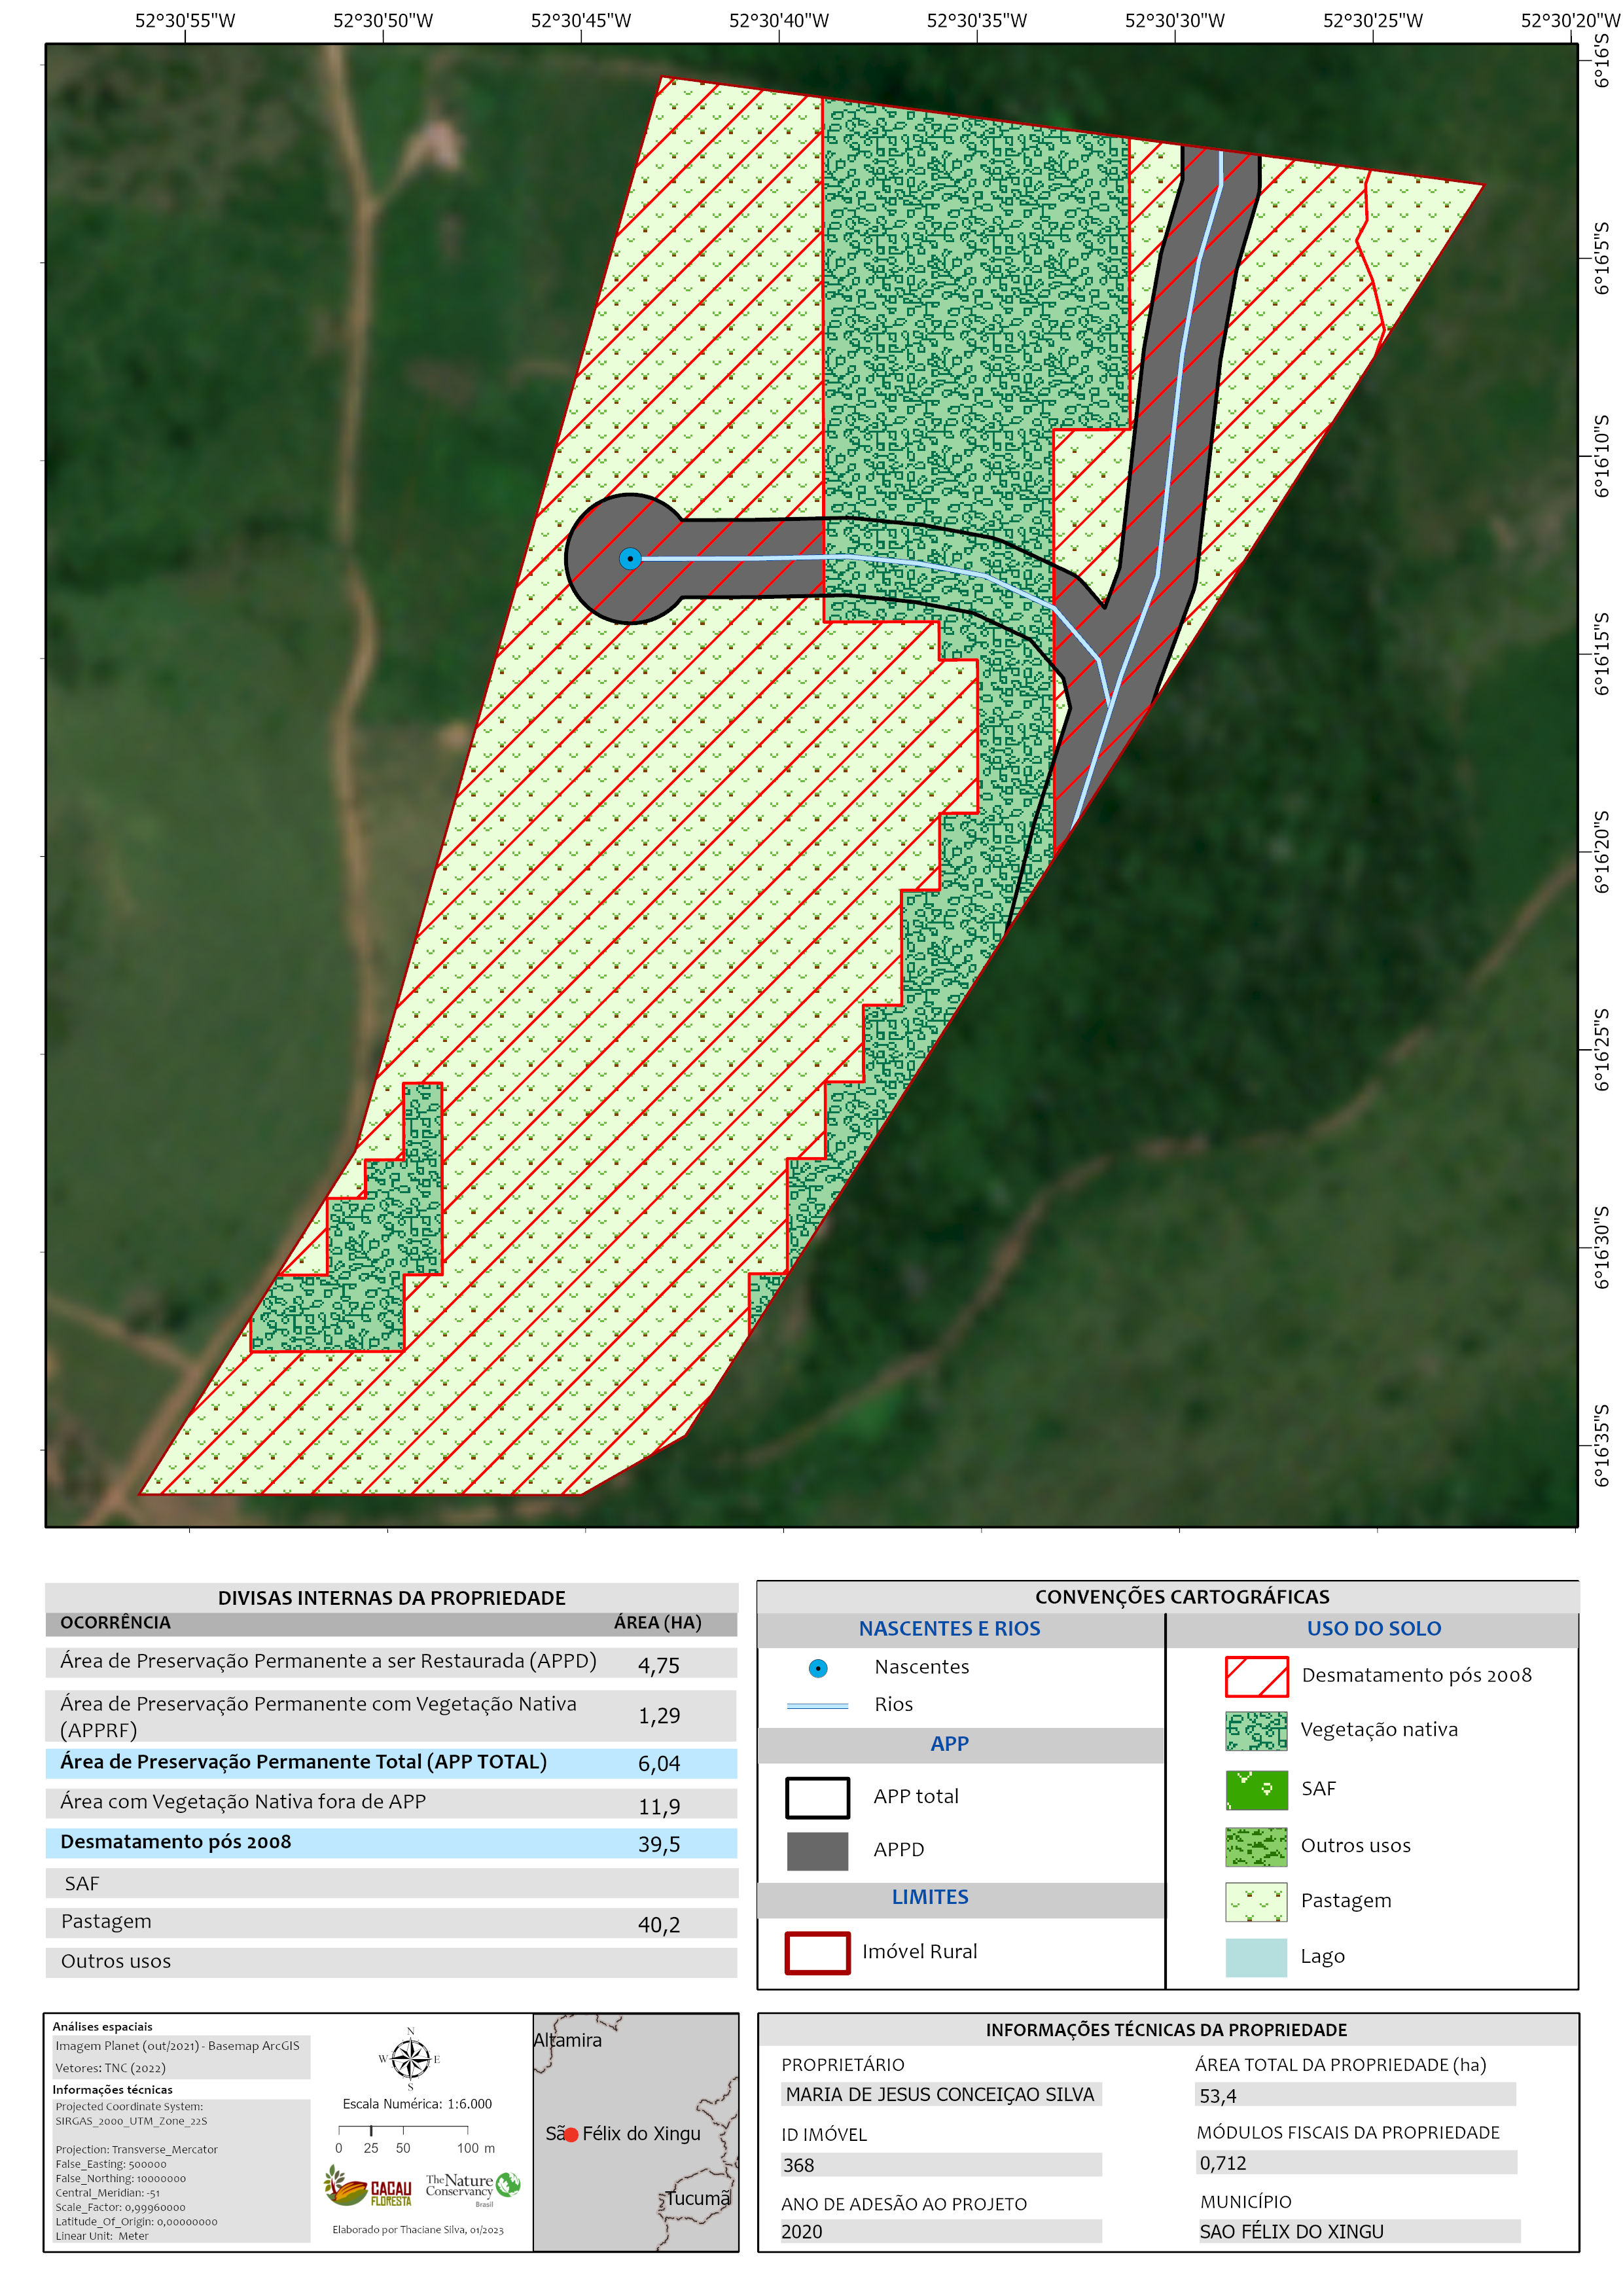 52°30'55"W 52°30'50"W 52°30'45"W 52°30'40"W 52°30'35"W 52°30'30"W 52°30'25"W 52°30'20"W
6°16'S
6°16'5"S
6°16'10"S
6°16'15"S
6°16'20"S
6°16'25"S
6°16'30"S
6°16'35"S
DIVISAS INTERNAS DA PROPRIEDADE
OCORRÊNCIA ÁREA (HA)
Área de Preservação Permanente a ser Restaurada (APPD) 4,75
Área de Preservação Permanente com Vegetação Nativa
(APPRF) 1,29
Área de Preservação Permanente Total (APP TOTAL) 6,04
Área com Vegetação Nativa fora de APP 11,9
Desmatamento pós 2008 39,5
SAF
Pastagem 40,2
Outros usos
CONVENÇÕES CARTOGRÁFICAS
NASCENTES E RIOS
Nascentes
Rios
APP
APP total
APPD
LIMITES
Imóvel Rural
USO DO SOLO
Desmatamento pós 2008
Vegetação nativa
SAF
Outros usos
Pastagem
Lago
Análises espaciais
Imagem Planet (out/2021) - Basemap ArcGIS
Vetores: TNC (2022)
Informações técnicas
Projected Coordinate System:
SIRGAS_2000_UTM_Zone_22S
Projection: Transverse_Mercator
False_Easting: 500000
False_Northing: 10000000
Central_Meridian: -51
Scale_Factor: 0,99960000
Latitude_Of_Origin: 0,00000000
Linear Unit: Meter
N
W E
S
Escala Numérica: 1:6.000
0 25 50 100 m
CACAU
FLORESTA
The Nature
Conservancy
Brasil
Elaborado por Thaciane Silva, 01/2023
Altamira
São Félix do Xingu
Tucumã
INFORMAÇÕES TÉCNICAS DA PROPRIEDADE
PROPRIETÁRIO
MARIA DE JESUS CONCEIÇAO SILVA
ID IMÓVEL
368
ANO DE ADESÃO AO PROJETO
2020
ÁREA TOTAL DA PROPRIEDADE (ha)
53,4
MÓDULOS FISCAIS DA PROPRIEDADE
0,712
MUNICÍPIO
SAO FÉLIX DO XINGU